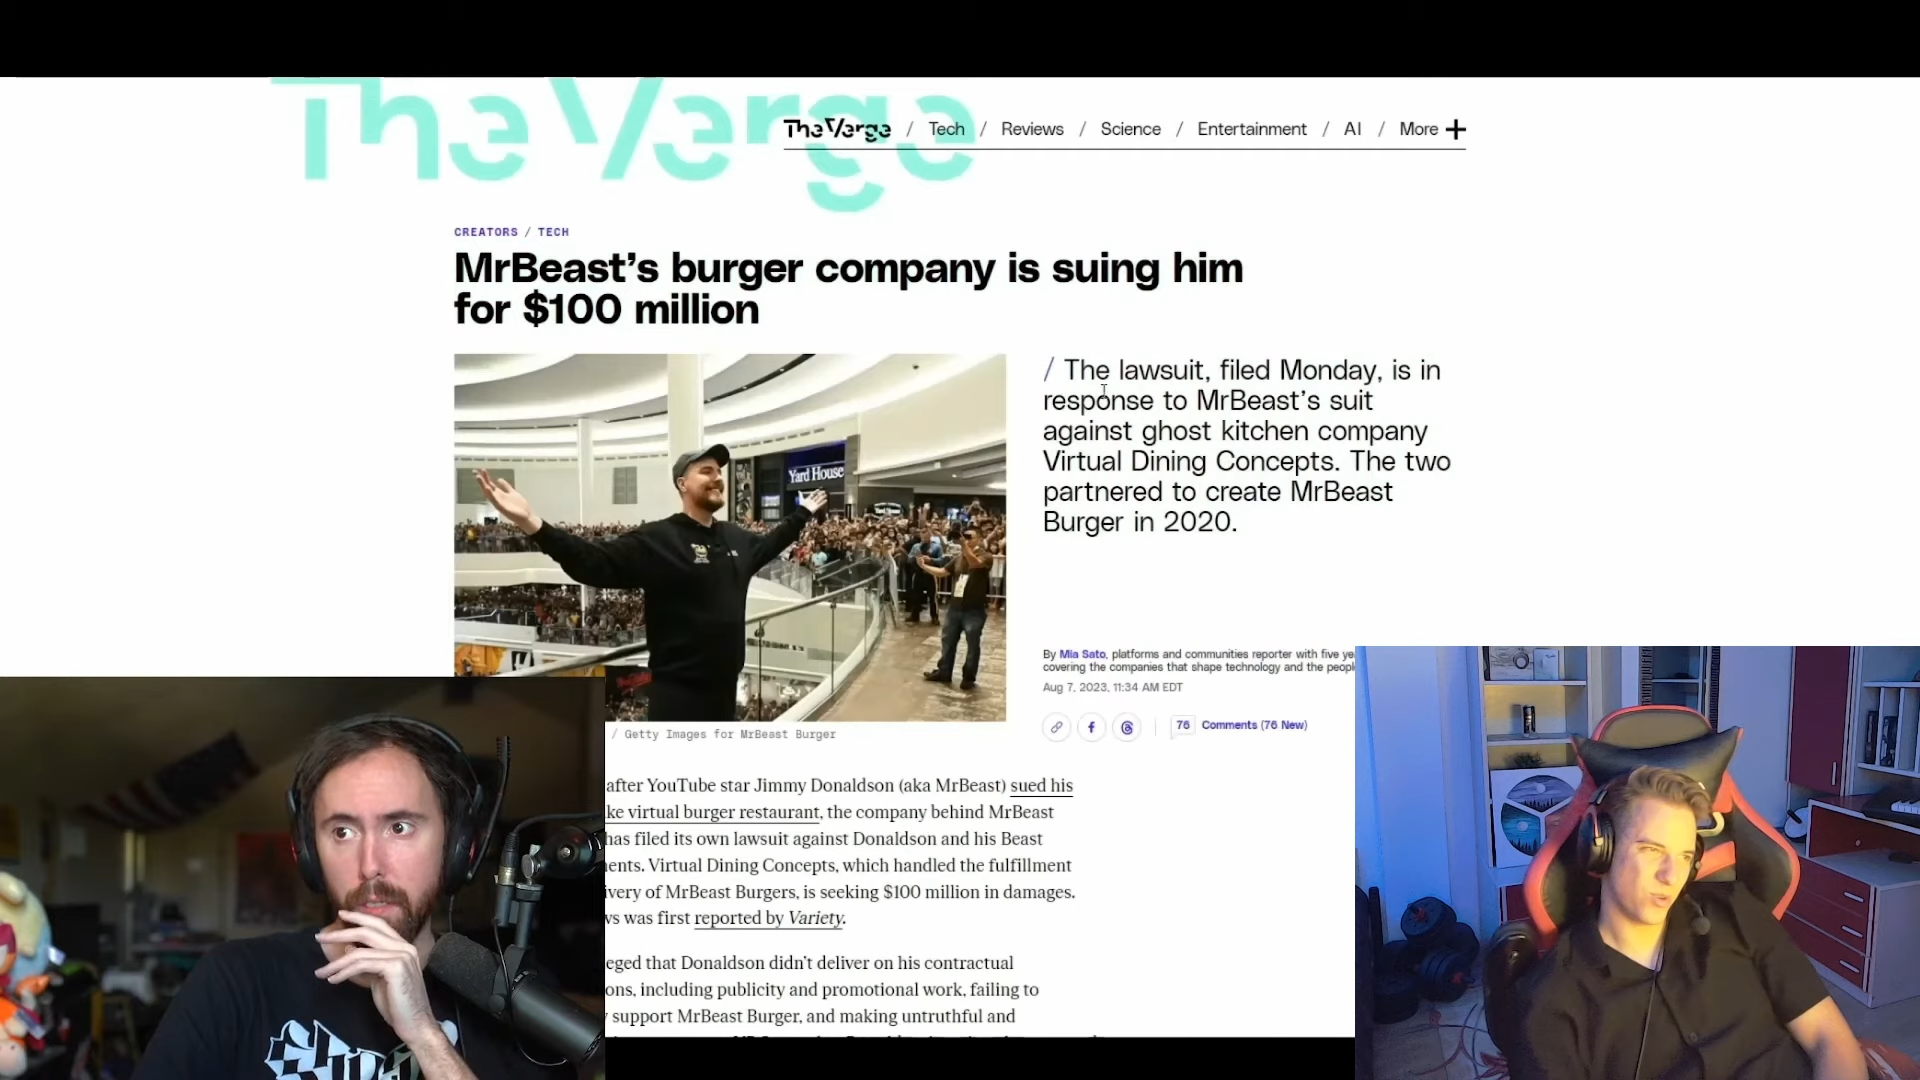 The Verge
The Verge / Tech / Reviews / Science / Entertainment / AI / More +
CREATORS / TECH
MrBeast’s burger company is suing him
for $100 million
/ The lawsuit, filed Monday, is in
response to MrBeast’s suit
against ghost kitchen company
Virtual Dining Concepts. The two
partnered to create MrBeast
Burger in 2020.
Yard House
By Mia Sato, platforms and communities reporter with five
covering the companies that shape technology and the
Aug 7, 2023, 11:34 AM EDT
76 Comments (76 New)
/ Getty Images for MrBeast Burger
after YouTube star Jimmy Donaldson (aka MrBeast) sued his
virtual burger restaurant, the company behind MrBeast
has filed its own lawsuit against Donaldson and his Beast
Virtual Dining Concepts, which handled the fulfillment
of MrBeast Burgers, is seeking $100 million in damages.
was first reported by Variety.
that Donaldson didn’t deliver on his contractual
including publicity and promotional work, failing to
support MrBeast Burger, and making untruthful and